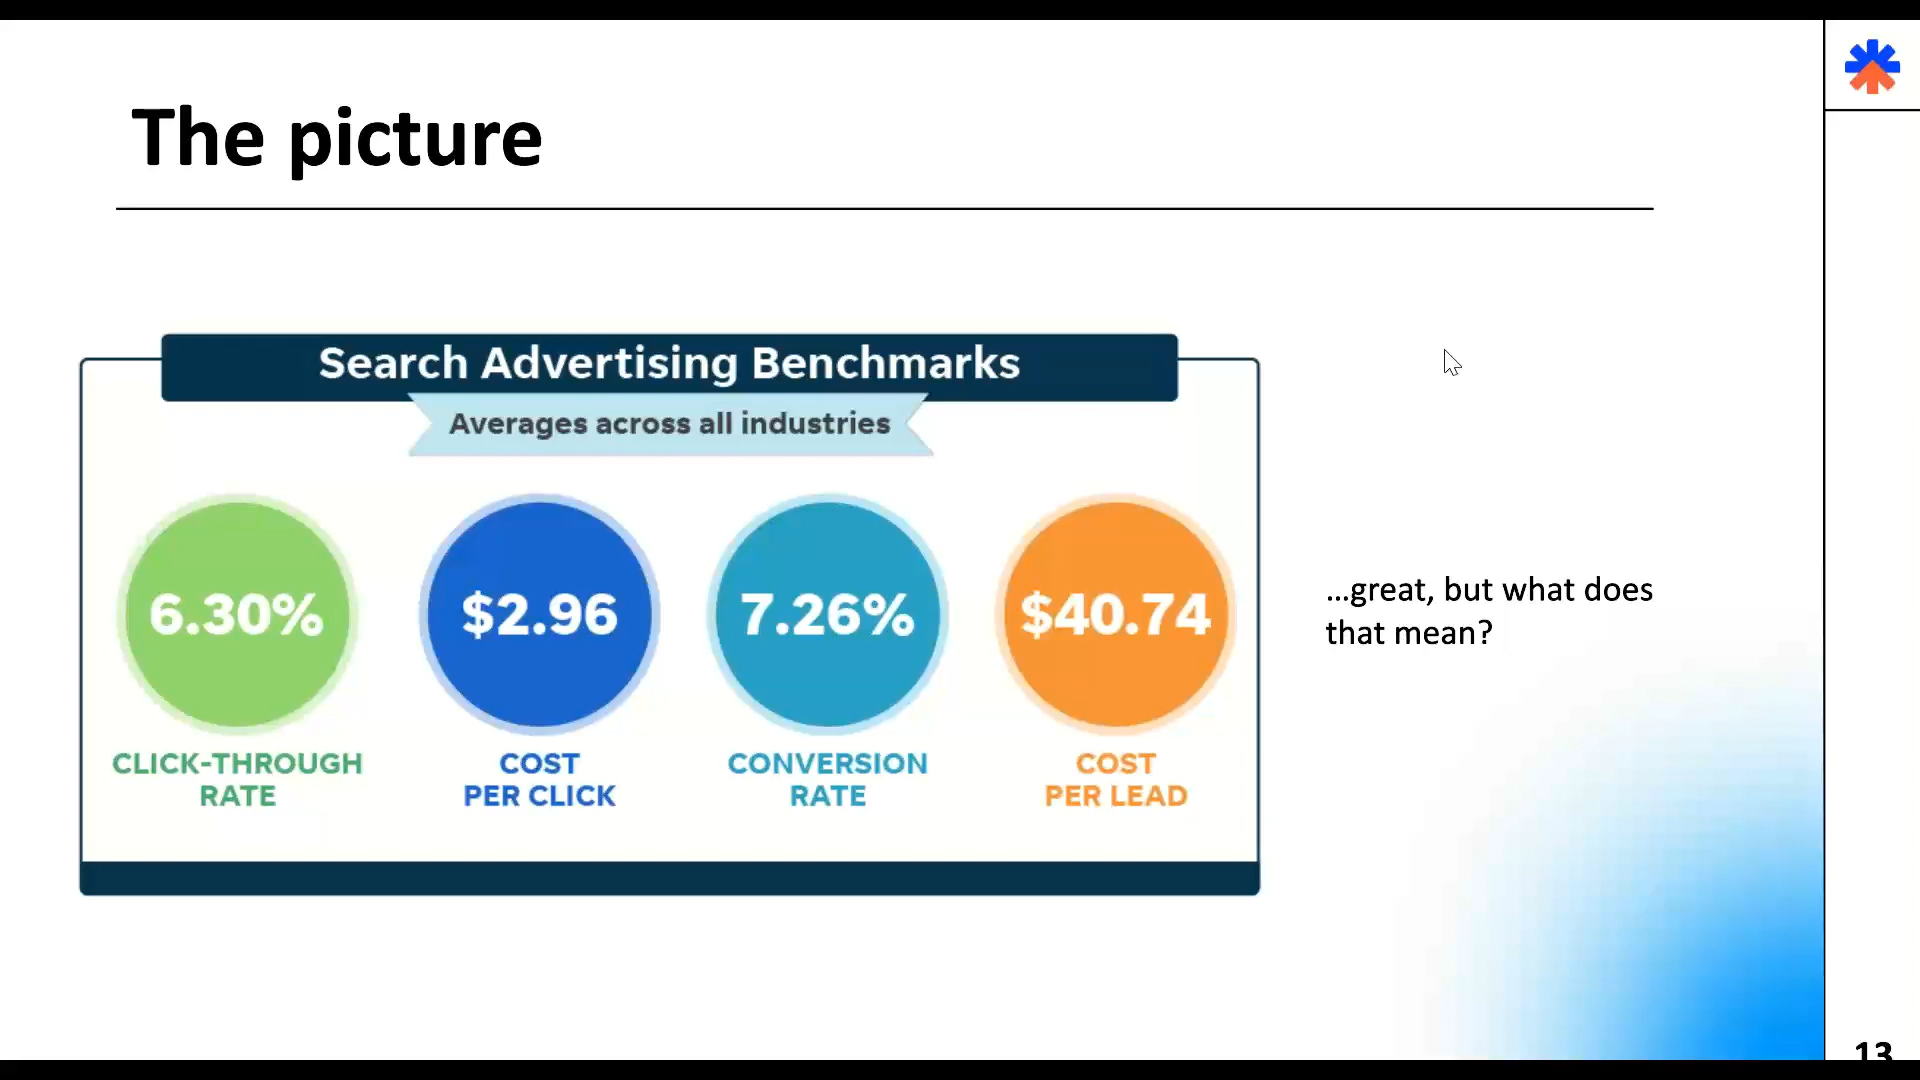 The picture
Search Advertising Benchmarks
Averages across all industries
6.30%
$2.96
7.26%
$40.74
CLICK-THROUGH
RATE
COST
PER CLICK
CONVERSION
RATE
COST
PER LEAD
...great, but what does
that mean?
13